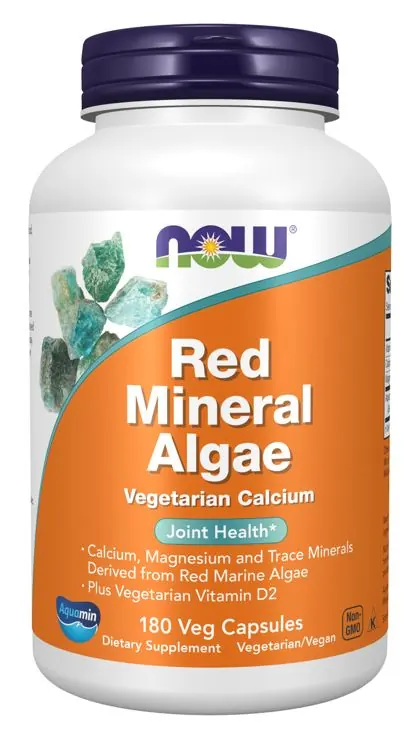 NOW®
Red
Mineral
Algae
Vegetarian Calcium
Joint Health*
· Calcium, Magnesium and Trace Minerals
Derived from Red Marine Algae
· Plus Vegetarian Vitamin D2
Aquamin
180 Veg Capsules
Non-
GMO
K
Dietary Supplement Vegetarian/Vegan